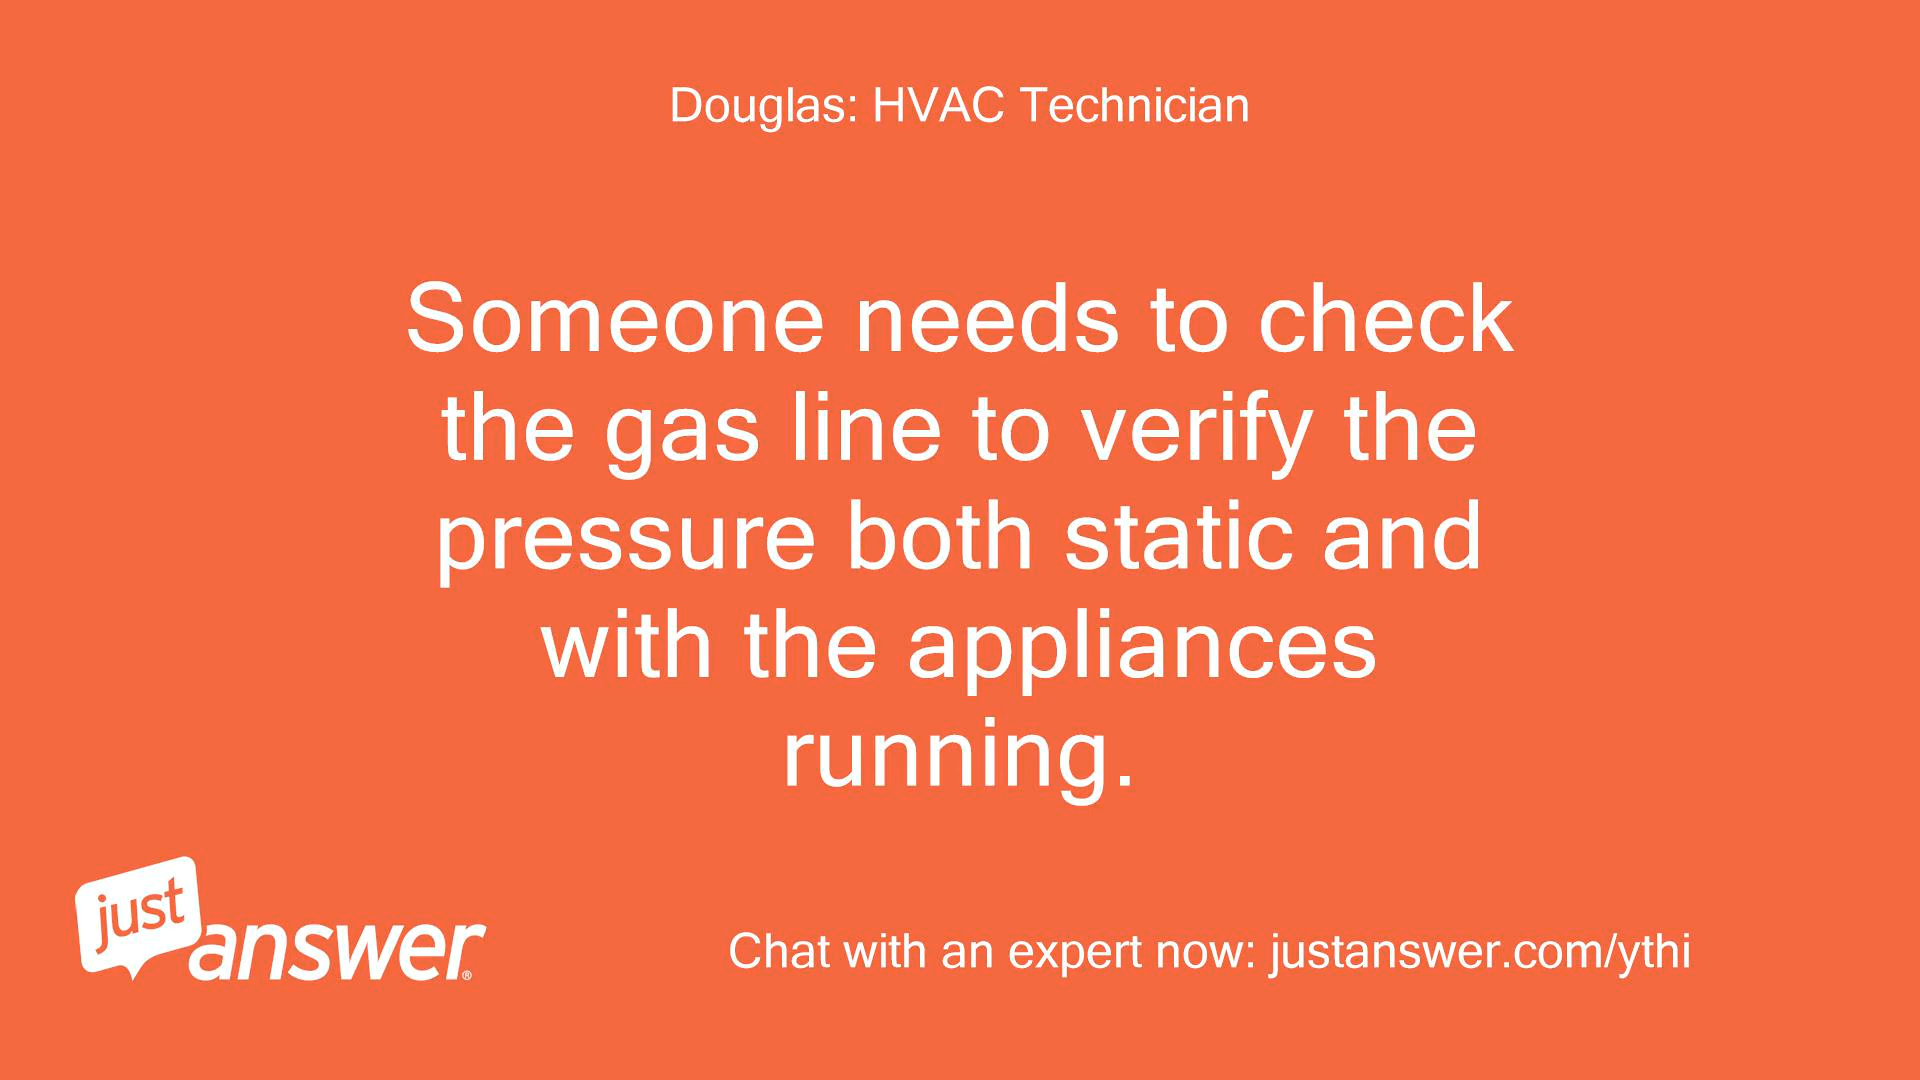 Douglas: HVAC Technician
Someone needs to check
the gas line to verify the
pressure both static and
with the appliances
running.
just
answer®
Chat with an expert now: justanswer.com/ythi